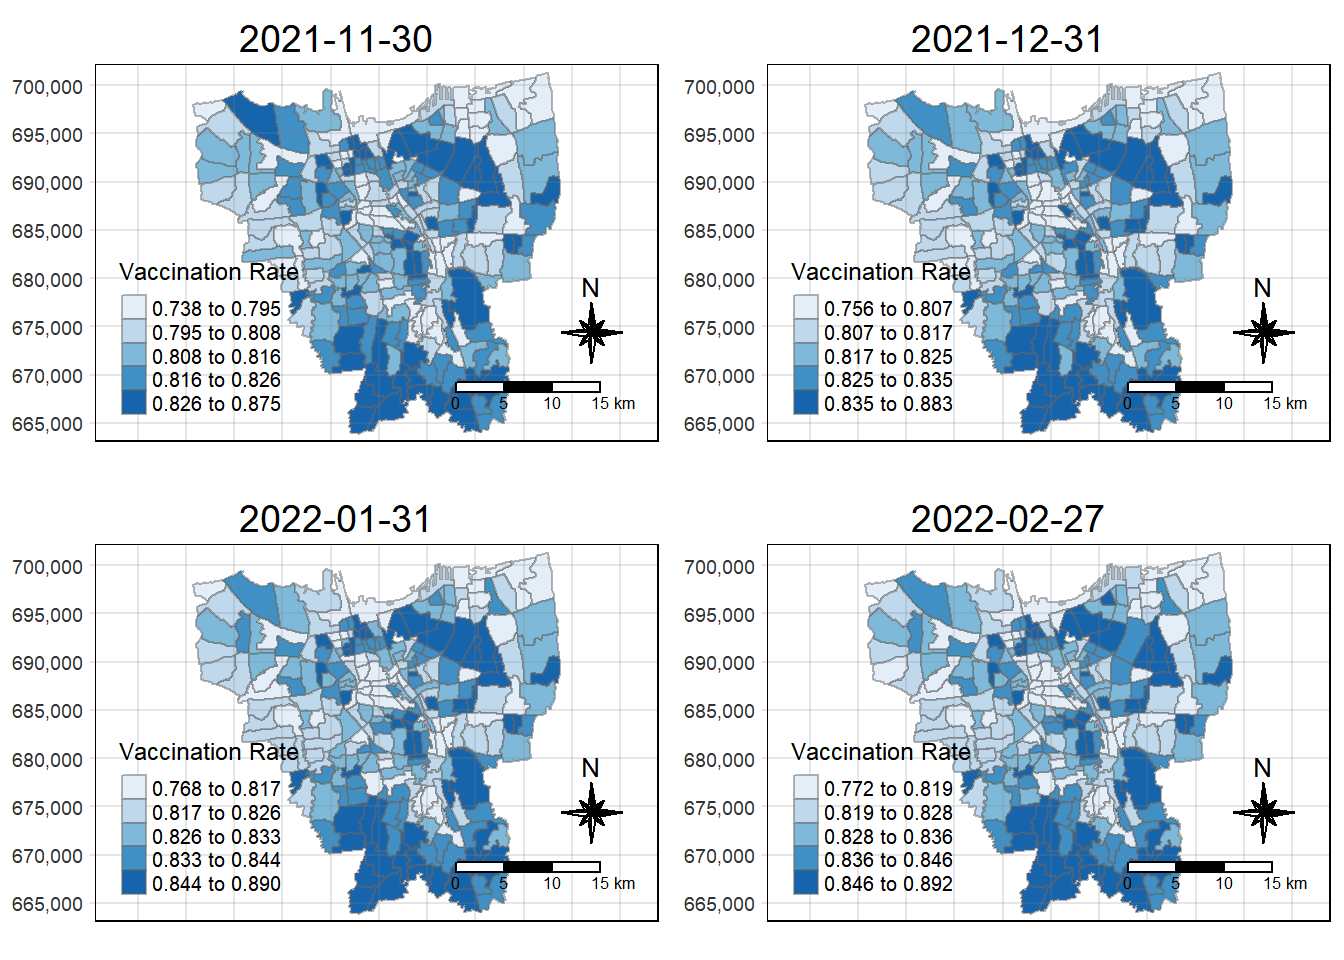 2021-11-30
700,000
695,000
690,000
685,000
680,000
675,000
670,000
665,000
Vaccination Rate
0.738 to 0.795
0.795 to 0.808
0.808 to 0.816
0.816 to 0.826
0.826 to 0.875
N
0 5 10 15 km
2021-12-31
700,000
695,000
690,000
685,000
680,000
675,000
670,000
665,000
Vaccination Rate
0.756 to 0.807
0.807 to 0.817
0.817 to 0.825
0.825 to 0.835
0.835 to 0.883
N
0 5 10 15 km
2022-01-31
700,000
695,000
690,000
685,000
680,000
675,000
670,000
665,000
Vaccination Rate
0.768 to 0.817
0.817 to 0.826
0.826 to 0.833
0.833 to 0.844
0.844 to 0.890
N
0 5 10 15 km
2022-02-27
700,000
695,000
690,000
685,000
680,000
675,000
670,000
665,000
Vaccination Rate
0.772 to 0.819
0.819 to 0.828
0.828 to 0.836
0.836 to 0.846
0.846 to 0.892
N
0 5 10 15 km